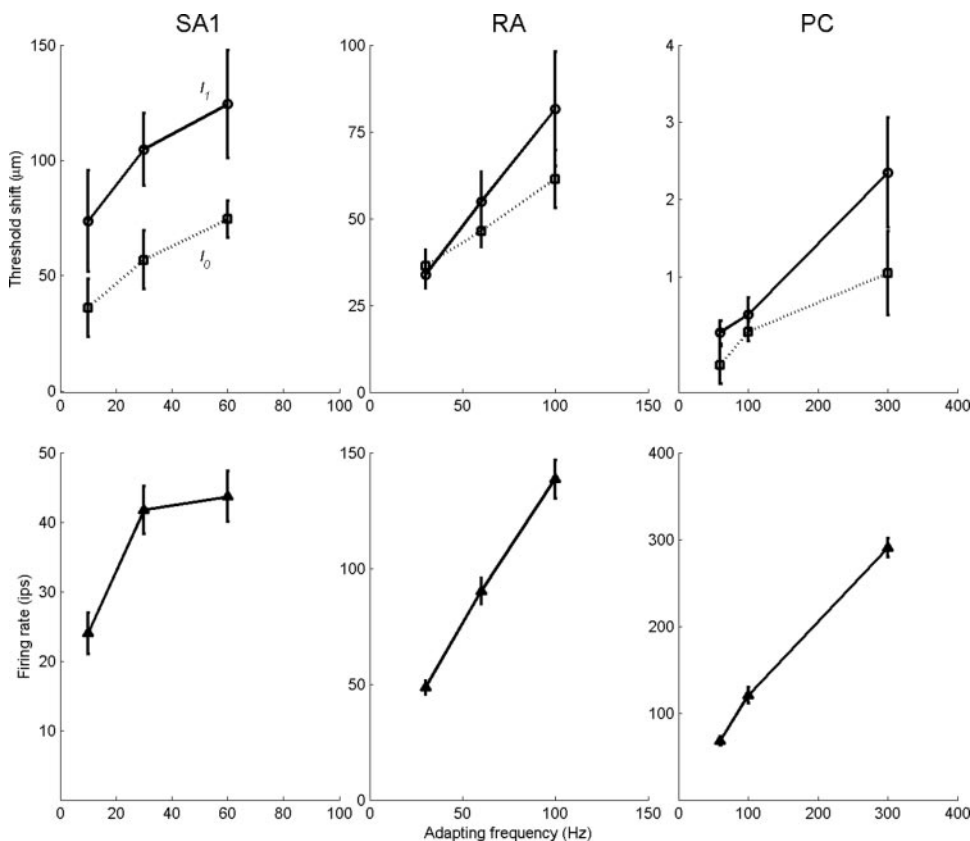 SA1 RA PC
150 100 4
I1
3
100 75
Threshold shift (μm)
50 2
I0
50 25 1
0 0
0 20 40 60 80 100 0 50 100 150 0 100 200 300 400
50 150 400
40
300
100
30
Firing rate (ips)
200
20
50
10 100
0
0 20 40 60 80 100 0 50 100 150 0 100 200 300 400
Adapting frequency (Hz)